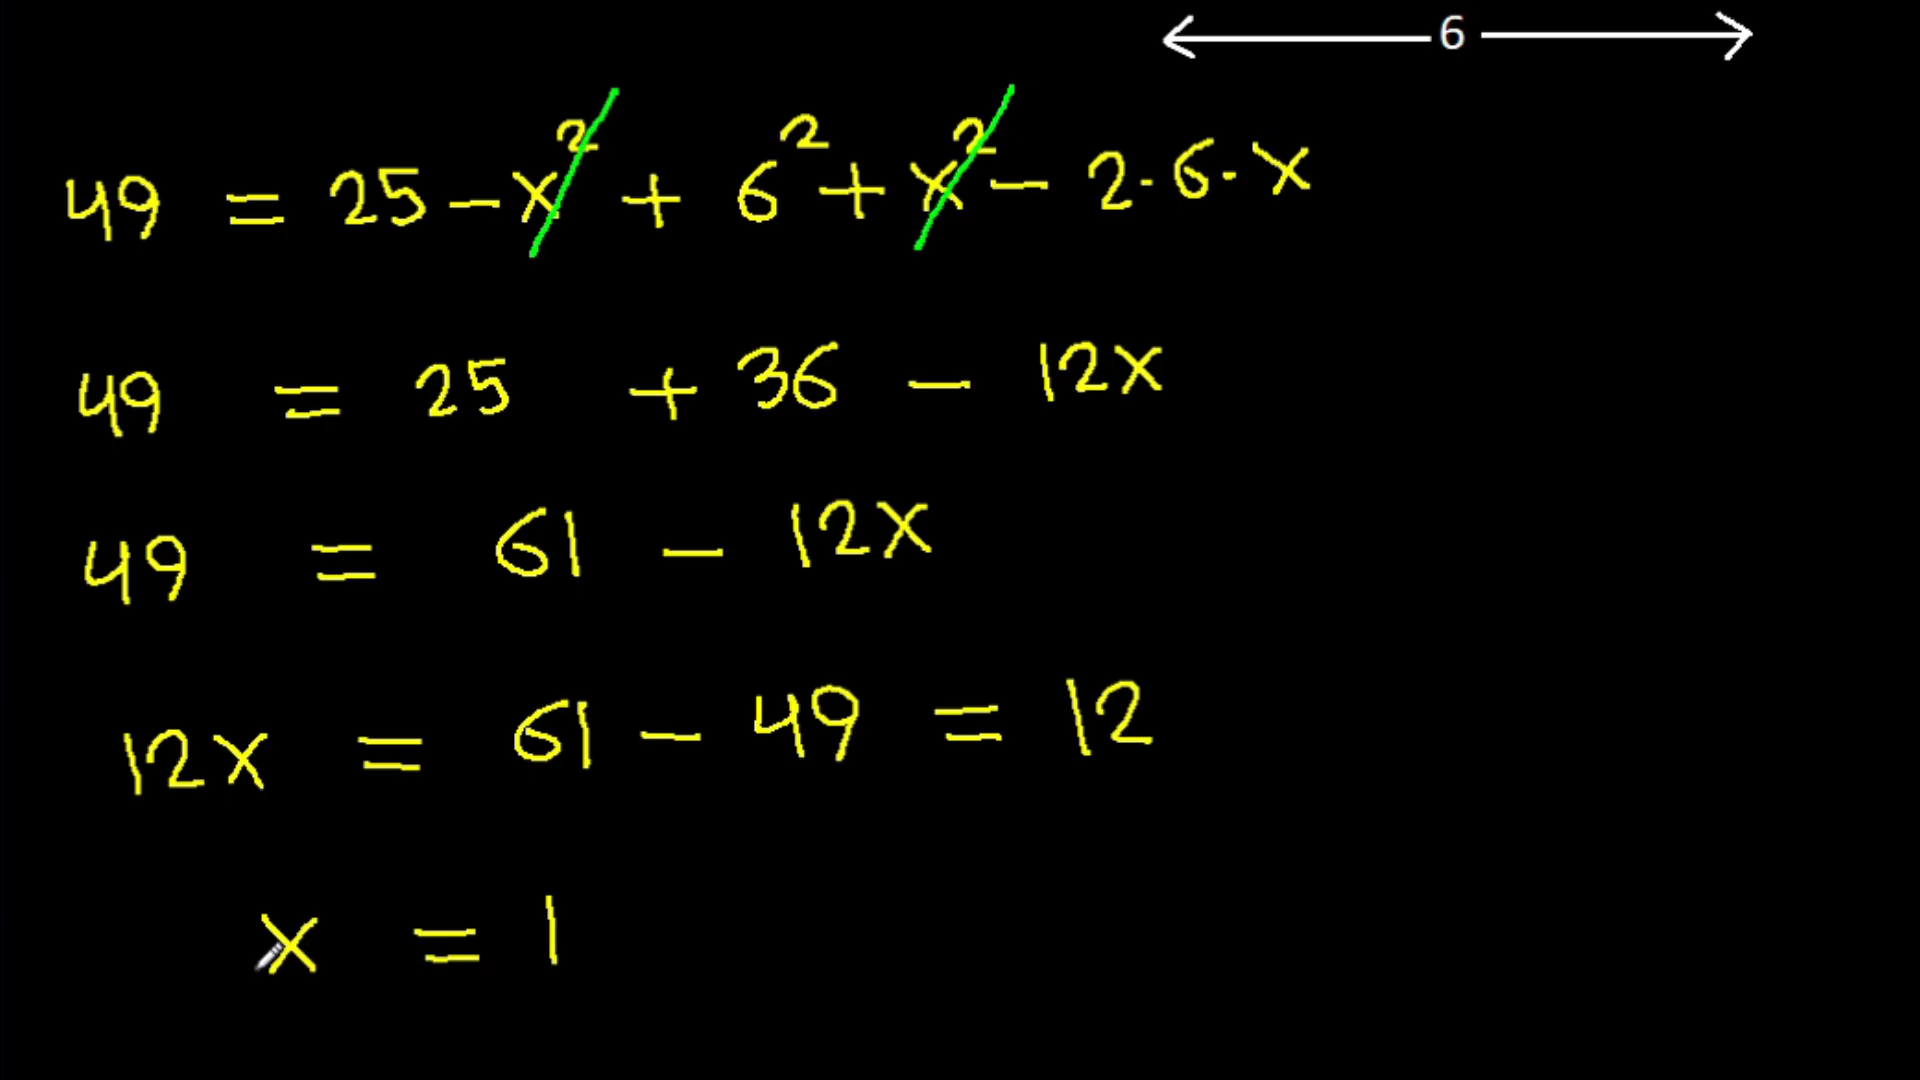 6
49 = 25 - x² + 6² + x² - 2·6·x
49 = 25 + 36 - 12x
49 = 61 - 12x
12x = 61 - 49 = 12
x = 1